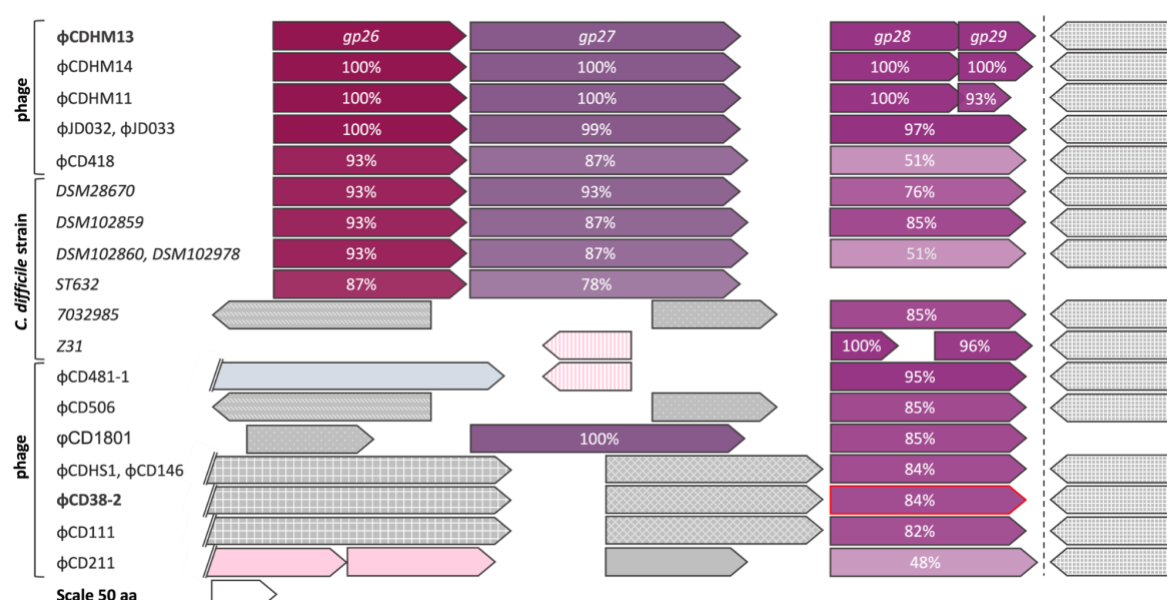 phage
ϕCDHM13 gp26 gp27 gp28 gp29
ϕCDHM14 100% 100% 100% 100%
ϕCDHM11 100% 100% 100% 93%
ϕJD032, ϕJD033 100% 99% 97%
ϕCD418 93% 87% 51%
C. difficile strain
DSM28670 93% 93% 76%
DSM102859 93% 87% 85%
DSM102860, DSM102978 93% 87% 51%
ST632 87% 78%
7032985 85%
Z31 100% 96%
phage
ϕCD481-1 95%
ϕCD506 85%
φCD1801 100% 85%
ϕCDHS1, ϕCD146 84%
ϕCD38-2 84%
ϕCD111 82%
ϕCD211 48%
Scale 50 aa